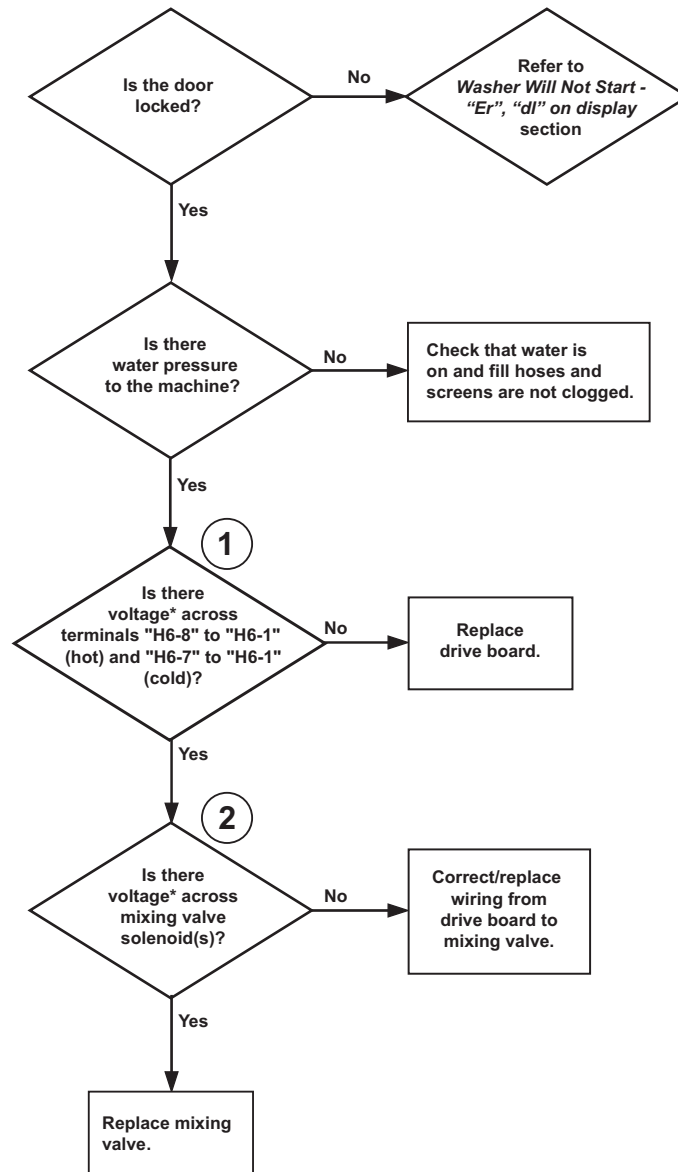 Is the door
locked?
No
Refer to
Washer Will Not Start -
“Er”, “dl” on display
section
Yes
Is there
water pressure
to the machine?
No
Check that water is
on and fill hoses and
screens are not clogged.
Yes
1
Is there
voltage* across
terminals "H6-8" to "H6-1"
(hot) and "H6-7" to "H6-1"
(cold)?
No
Replace
drive board.
Yes
2
Is there
voltage* across
mixing valve
solenoid(s)?
No
Correct/replace
wiring from
drive board to
mixing valve.
Yes
Replace mixing
valve.